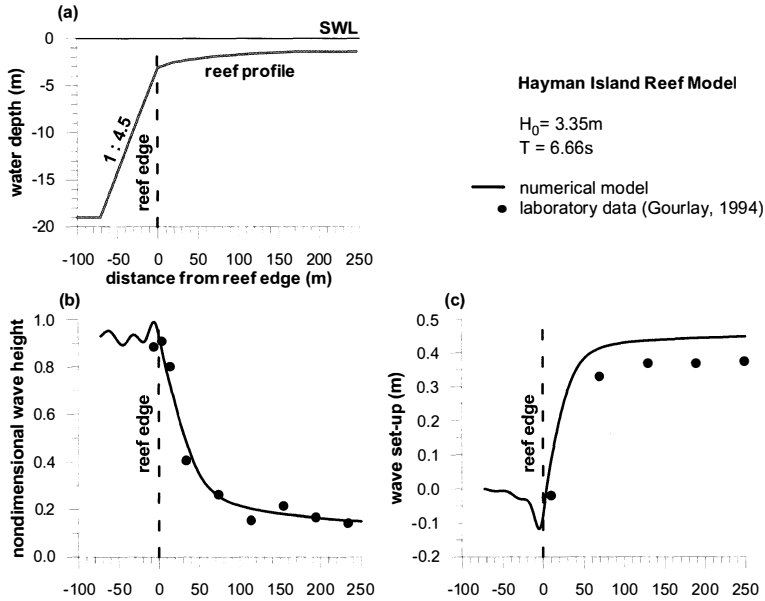 (a)
SWL
0
-5
-10
-15
-20
water depth (m)
1 : 4.5
reef edge
reef profile
-100 -50 0 50 100 150 200 250
distance from reef edge (m)
Hayman Island Reef Model
H0= 3.35m
T = 6.66s
numerical model
laboratory data (Gourlay, 1994)
(b)
1.0
0.8
0.6
0.4
0.2
0.0
nondimensional wave height
reef edge
-100 -50 0 50 100 150 200 250
(c)
0.5
0.4
0.3
0.2
0.0
-0.1
-0.2
wave set-up (m)
reef edge
-100 -50 0 50 100 150 200 250